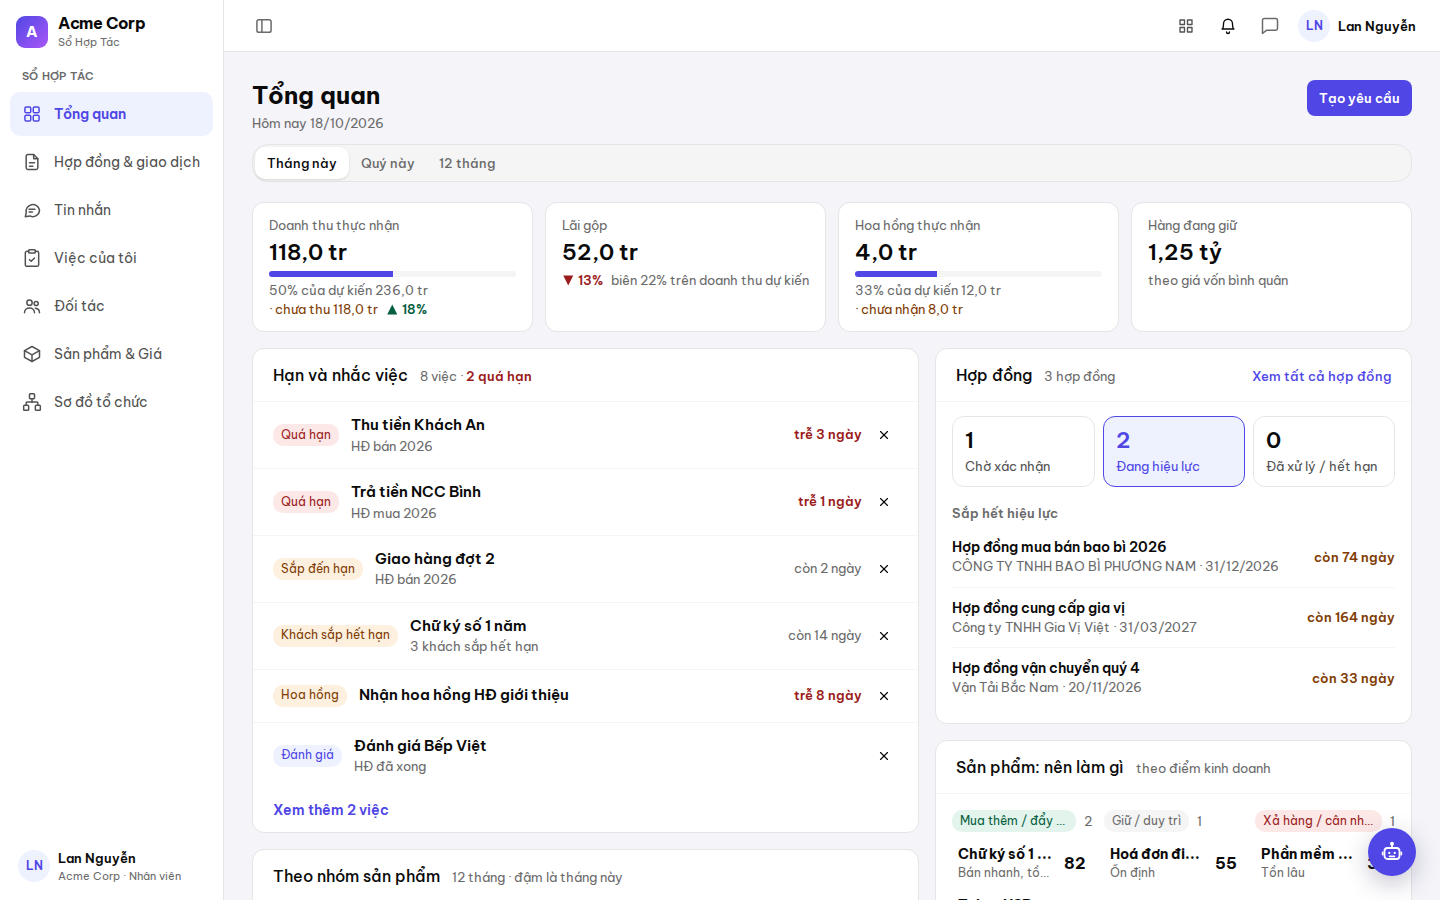 A
Acme Corp
Sổ Hợp Tác
SỔ HỢP TÁC
Tổng quan
Hợp đồng & giao dịch
Tin nhắn
Việc của tôi
Đối tác
Sản phẩm & Giá
Sơ đồ tổ chức
LN
Lan Nguyễn
Acme Corp · Nhân viên
LN
Lan Nguyễn
Tổng quan
Hôm nay 18/10/2026
Tạo yêu cầu
Tháng này
Quý này
12 tháng
Doanh thu thực nhận
118,0 tr
50% của dự kiến 236,0 tr
· chưa thu 118,0 tr ▲ 18%
Lãi gộp
52,0 tr
▼ 13% biên 22% trên doanh thu dự kiến
Hoa hồng thực nhận
4,0 tr
33% của dự kiến 12,0 tr
· chưa nhận 8,0 tr
Hàng đang giữ
1,25 tỷ
theo giá vốn bình quân
Hạn và nhắc việc 8 việc · 2 quá hạn
Quá hạn
Thu tiền Khách An
HĐ bán 2026
trễ 3 ngày
Quá hạn
Trả tiền NCC Bình
HĐ mua 2026
trễ 1 ngày
Sắp đến hạn
Giao hàng đợt 2
HĐ bán 2026
còn 2 ngày
Khách sắp hết hạn
Chữ ký số 1 năm
3 khách sắp hết hạn
còn 14 ngày
Hoa hồng
Nhận hoa hồng HĐ giới thiệu
trễ 8 ngày
Đánh giá
Đánh giá Bếp Việt
HĐ đã xong
Xem thêm 2 việc
Theo nhóm sản phẩm 12 tháng · đậm là tháng này
Hợp đồng 3 hợp đồng
Xem tất cả hợp đồng
1
Chờ xác nhận
2
Đang hiệu lực
0
Đã xử lý / hết hạn
Sắp hết hiệu lực
Hợp đồng mua bán bao bì 2026
CÔNG TY TNHH BAO BÌ PHƯƠNG NAM · 31/12/2026
còn 74 ngày
Hợp đồng cung cấp gia vị
Công ty TNHH Gia Vị Việt · 31/03/2027
còn 164 ngày
Hợp đồng vận chuyển quý 4
Vận Tải Bắc Nam · 20/11/2026
còn 33 ngày
Sản phẩm: nên làm gì theo điểm kinh doanh
Mua thêm / đẩy ... 2
Chữ ký số 1 ...
Bán nhanh, tồ...
82
Giữ / duy trì 1
Hoá đơn đi...
Ổn định
55
Xả hàng / cân nh... 1
Phần mềm ...
Tồn lâu